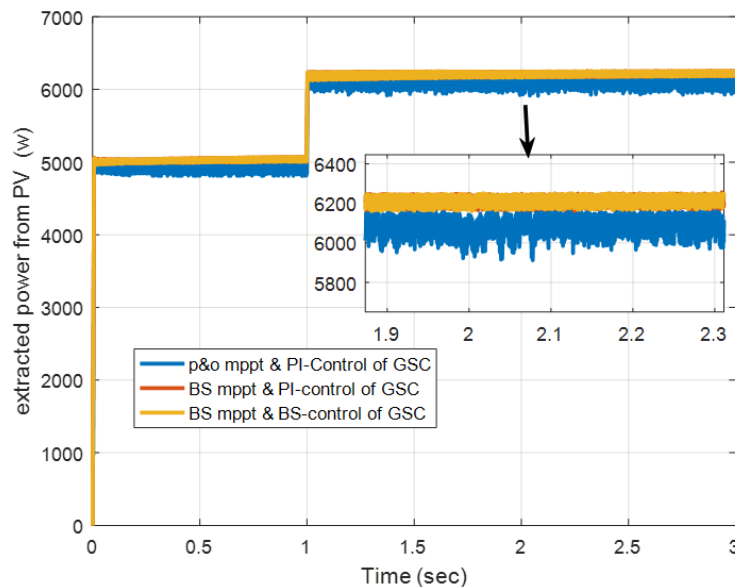 7000
6000
5000
4000
3000
2000
1000
0
extracted power from PV (w)
6400
6200
6000
5800
1.9 2 2.1 2.2 2.3
p&o mppt & PI-Control of GSC
BS mppt & PI-control of GSC
BS mppt & BS-control of GSC
0 0.5 1 1.5 2 2.5 3
Time (sec)